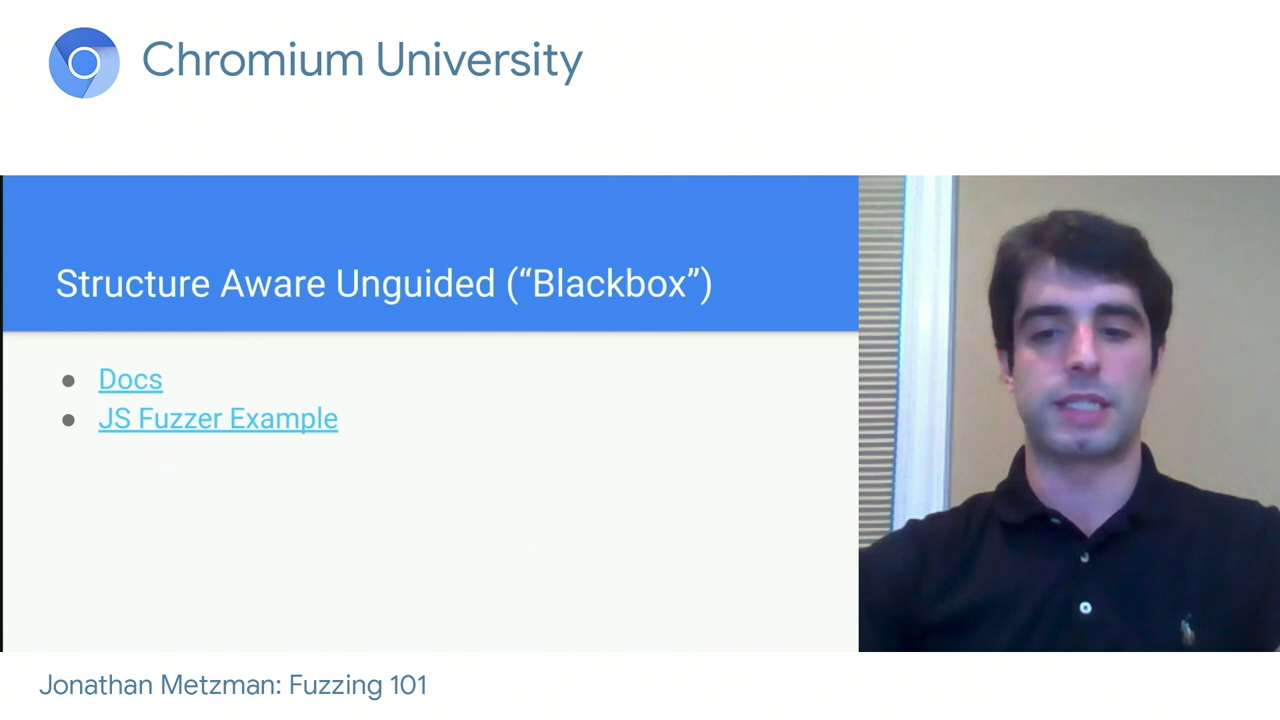 Chromium University
Structure Aware Unguided (“Blackbox”)
Docs
JS Fuzzer Example
Jonathan Metzman: Fuzzing 101